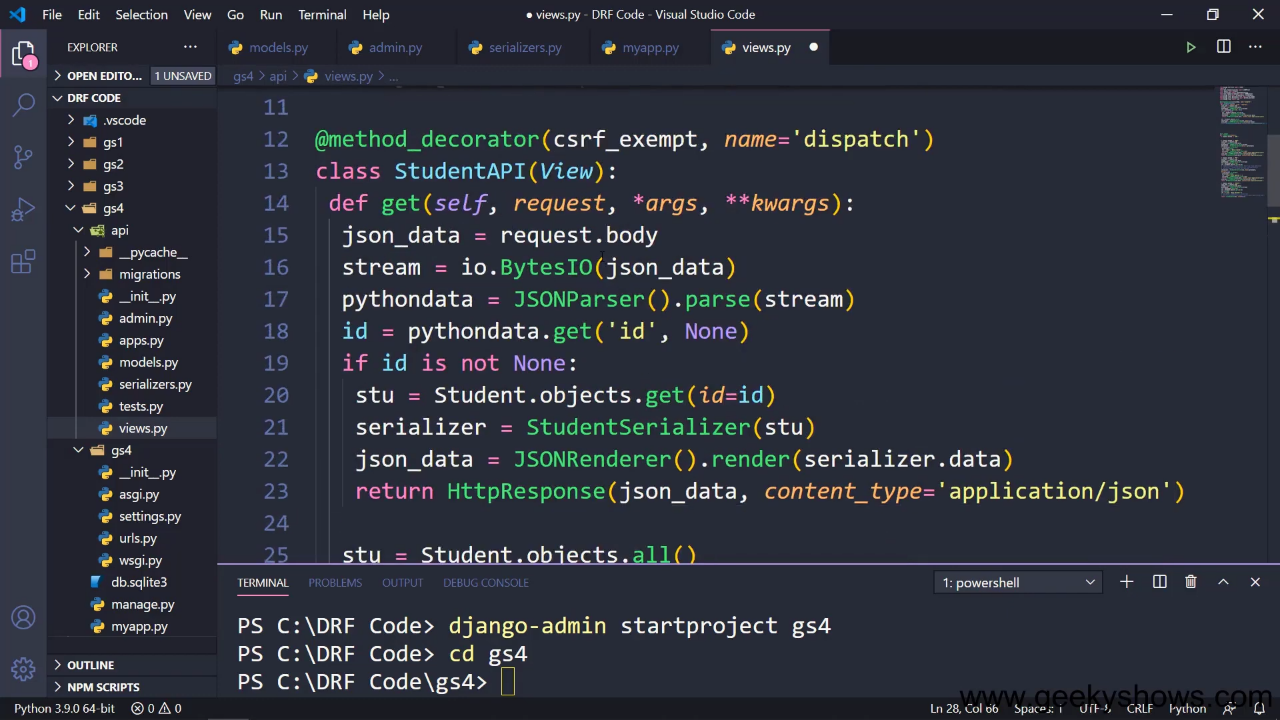 File Edit Selection View Go Run Terminal Help ● views.py - DRF Code - Visual Studio Code
EXPLORER
models.py admin.py serializers.py myapp.py views.py
OPEN EDITO... 1 UNSAVED
gs4 > api > views.py > ...
DRF CODE
.vscode
gs1
gs2
gs3
gs4
api
__pycache__
migrations
__init__.py
admin.py
apps.py
models.py
serializers.py
tests.py
views.py
gs4
__init__.py
asgi.py
settings.py
urls.py
wsgi.py
db.sqlite3
manage.py
myapp.py
OUTLINE
NPM SCRIPTS
11
12 @method_decorator(csrf_exempt, name='dispatch')
13 class StudentAPI(View):
14 def get(self, request, *args, **kwargs):
15 json_data = request.body
16 stream = io.BytesIO(json_data)
17 pythondata = JSONParser().parse(stream)
18 id = pythondata.get('id', None)
19 if id is not None:
20 stu = Student.objects.get(id=id)
21 serializer = StudentSerializer(stu)
22 json_data = JSONRenderer().render(serializer.data)
23 return HttpResponse(json_data, content_type='application/json')
24
25 stu = Student.objects.all()
TERMINAL PROBLEMS OUTPUT DEBUG CONSOLE 1: powershell
PS C:\DRF Code> django-admin startproject gs4
PS C:\DRF Code> cd gs4
PS C:\DRF Code\gs4>
www.geekyshows.com
Python 3.9.0 64-bit 0 0 Ln 28, Col 66 Spaces: 1 UTF-8 CRLF Python